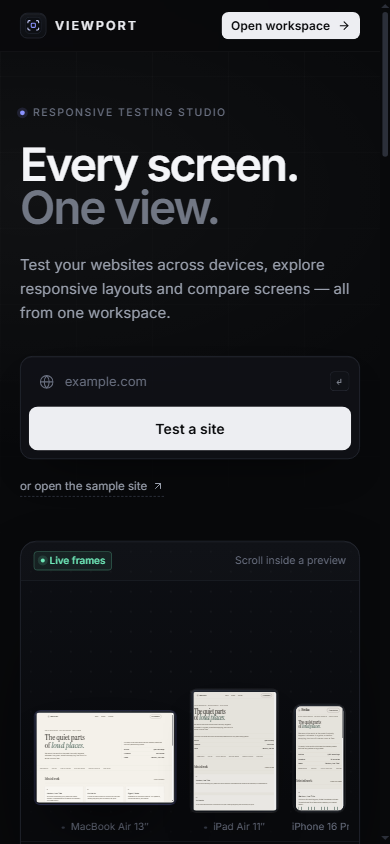 VIEWPORT
Open workspace →
RESPONSIVE TESTING STUDIO
Every screen.
One view.
Test your websites across devices, explore
responsive layouts and compare screens — all
from one workspace.
example.com
Test a site
or open the sample site ↗
Live frames
Scroll inside a preview
The quiet parts
of loud places.
The quiet parts
of loud places.
The quiet parts
of loud places.
MacBook Air 13″
iPad Air 11″
iPhone 16 Pr